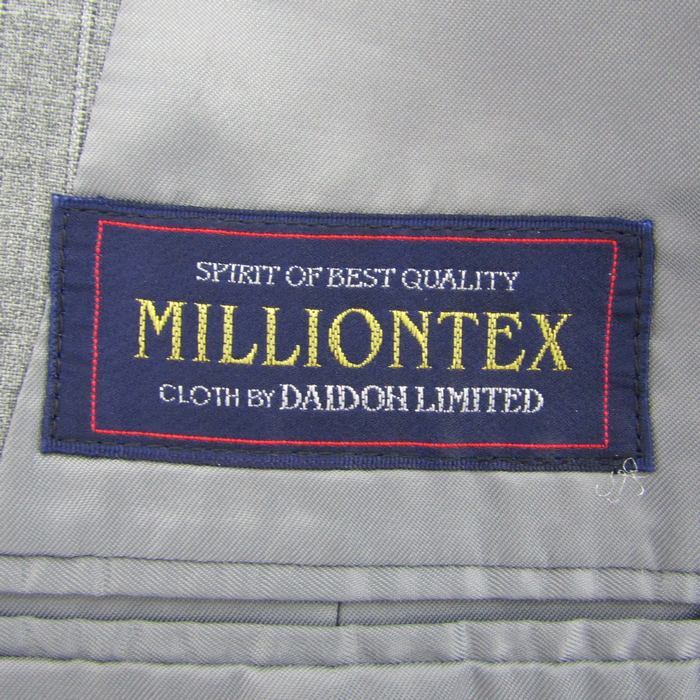 SPIRIT OF BEST QUALITY
MILLIONTEX
CLOTH BY DAIDOH LIMITED